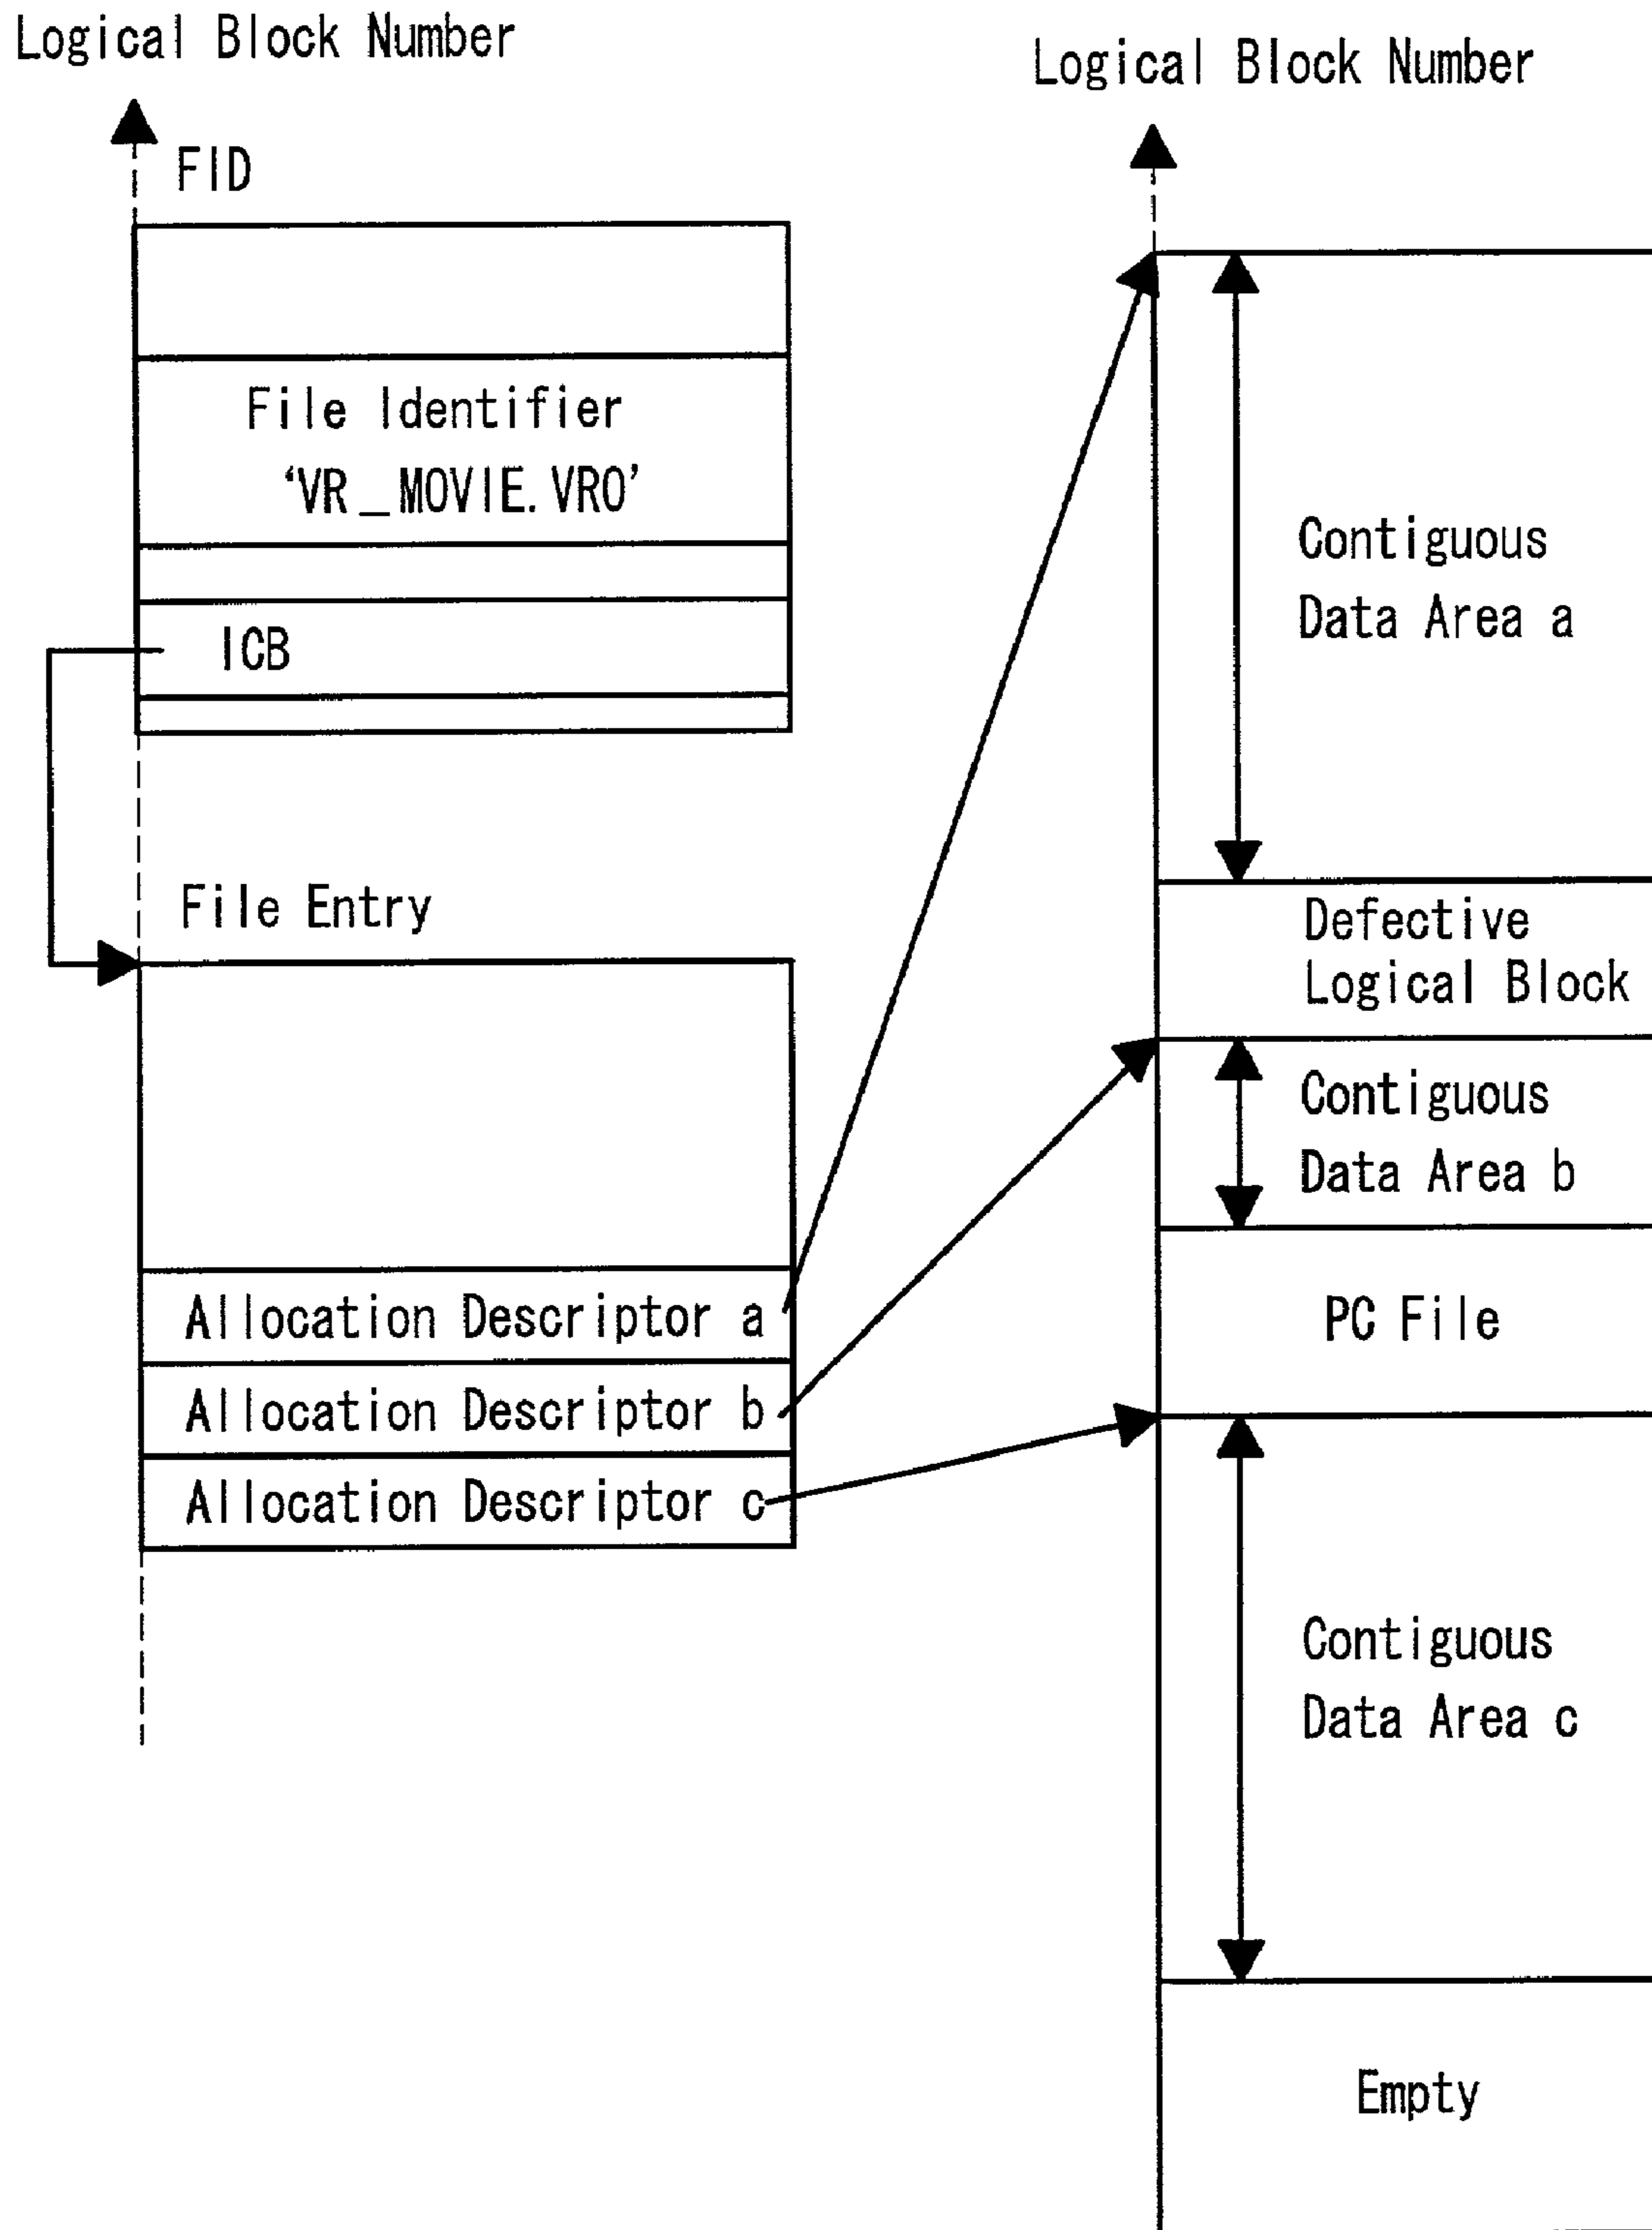 Logical Block Number
FID
File Identifier
‘VR_MOVIE.VRO’
ICB
File Entry
Allocation Descriptor a
Allocation Descriptor b
Allocation Descriptor c
Logical Block Number
Contiguous
Data Area a
Defective
Logical Block
Contiguous
Data Area b
PC File
Contiguous
Data Area c
Empty